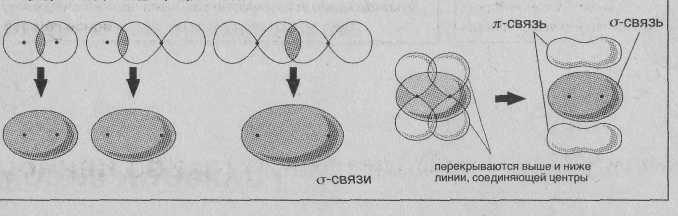 π-СВЯЗЬ
σ-СВЯЗЬ
перекрываются выше и ниже
линии, соединяющей центры
σ-СВЯЗИ